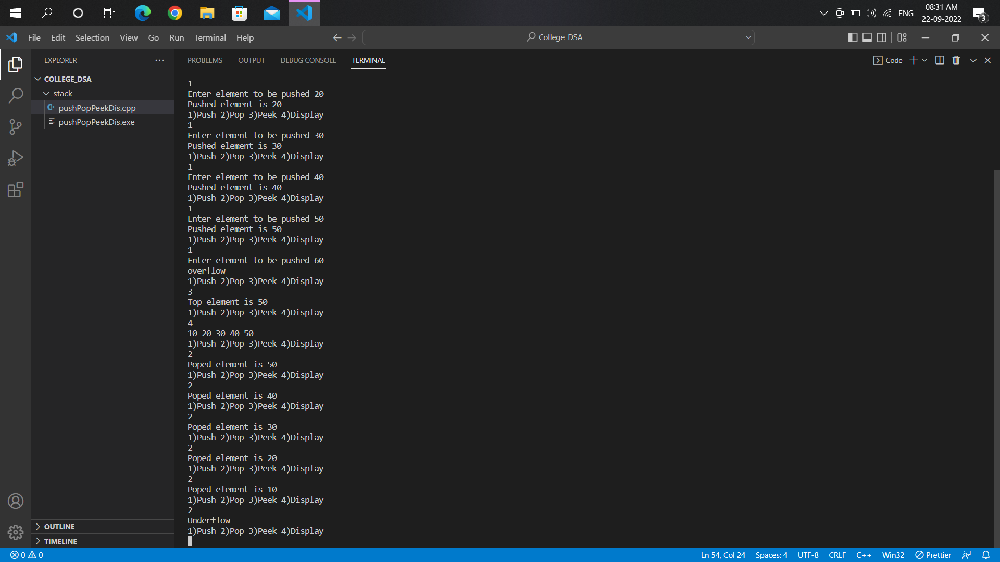 08:31 AM
ENG
22-09-2022
3
File Edit Selection View Go Run Terminal Help
College_DSA
EXPLORER
PROBLEMS OUTPUT DEBUG CONSOLE TERMINAL
Code
COLLEGE_DSA
stack
pushPopPeekDis.cpp
pushPopPeekDis.exe
1
Enter element to be pushed 20
Pushed element is 20
1)Push 2)Pop 3)Peek 4)Display
1
Enter element to be pushed 30
Pushed element is 30
1)Push 2)Pop 3)Peek 4)Display
1
Enter element to be pushed 40
Pushed element is 40
1)Push 2)Pop 3)Peek 4)Display
1
Enter element to be pushed 50
Pushed element is 50
1)Push 2)Pop 3)Peek 4)Display
1
Enter element to be pushed 60
overflow
1)Push 2)Pop 3)Peek 4)Display
3
Top element is 50
1)Push 2)Pop 3)Peek 4)Display
4
10 20 30 40 50
1)Push 2)Pop 3)Peek 4)Display
2
Poped element is 50
1)Push 2)Pop 3)Peek 4)Display
2
Poped element is 40
1)Push 2)Pop 3)Peek 4)Display
2
Poped element is 30
1)Push 2)Pop 3)Peek 4)Display
2
Poped element is 20
1)Push 2)Pop 3)Peek 4)Display
2
Poped element is 10
1)Push 2)Pop 3)Peek 4)Display
2
Underflow
1)Push 2)Pop 3)Peek 4)Display
OUTLINE
TIMELINE
0 0
Ln 54, Col 24 Spaces: 4 UTF-8 CRLF C++ Win32 Prettier